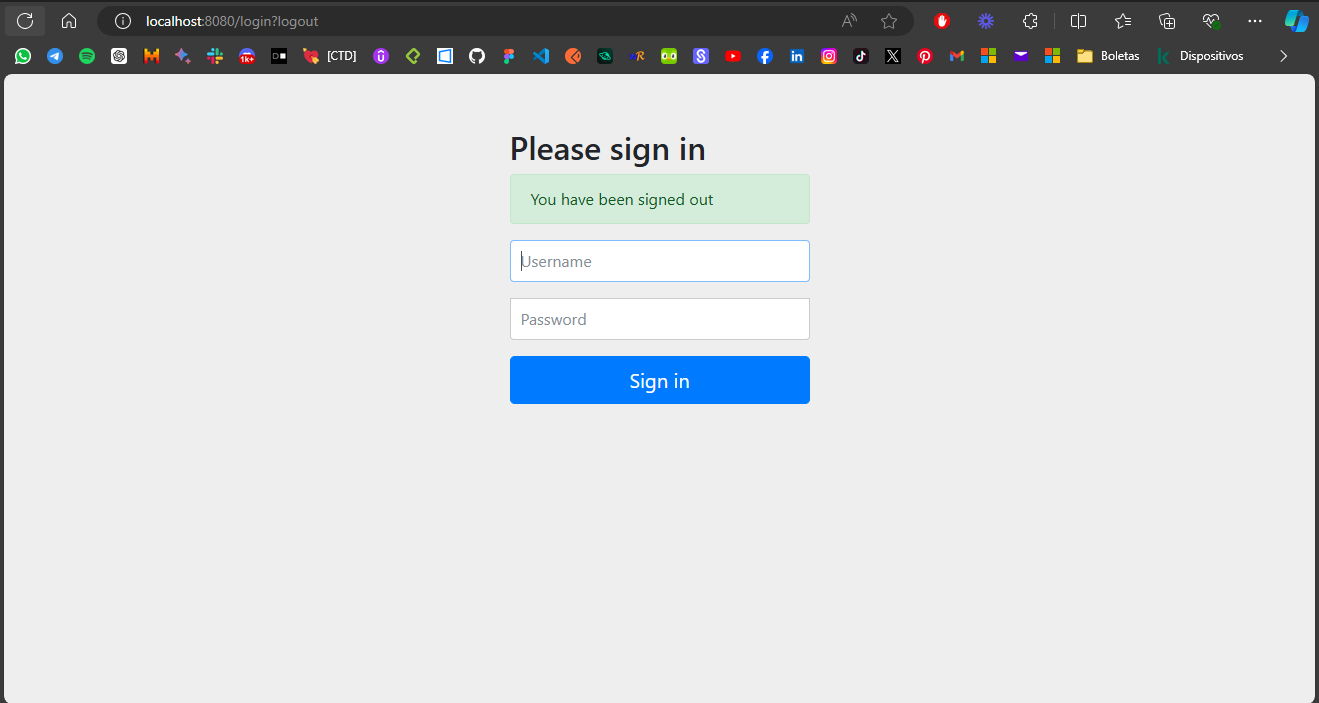 localhost:8080/login?logout
1k+ [CTD] Boletas Dispositivos
Please sign in
You have been signed out
Username
Password
Sign in